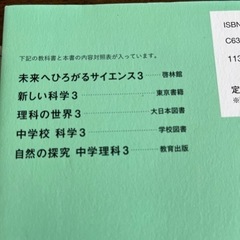 下記の教科書と本書の内容対照表が入っています。
未来へひろがるサイエンス3 ……… 啓林館
新しい科学3 ……… 東京書籍
理科の世界3 ……… 大日本図書
中学校 科学3 ……… 学校図書
自然の探究 中学理科3 ……… 教育出版
ISBN
C63
113
定